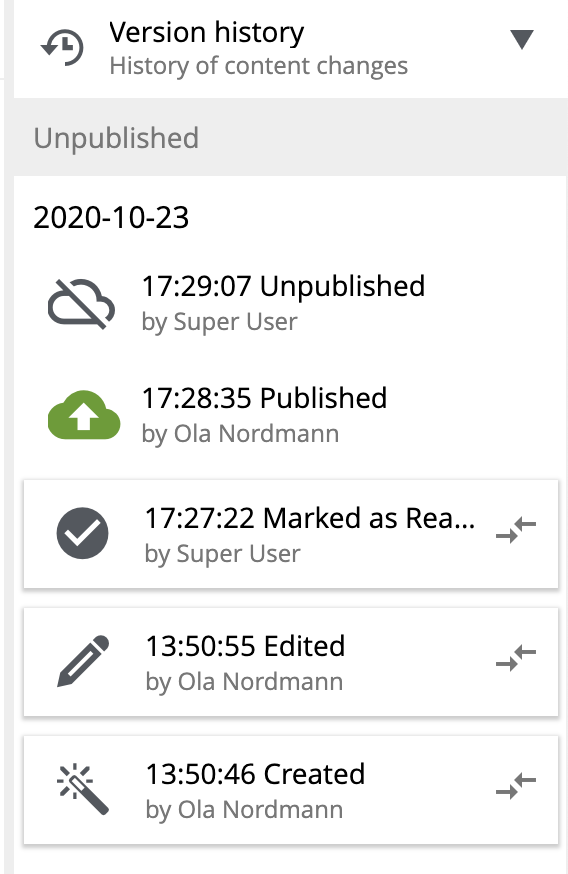 Version history
History of content changes
Unpublished
2020-10-23
17:29:07 Unpublished
by Super User
17:28:35 Published
by Ola Nordmann
17:27:22 Marked as Rea...
by Super User
13:50:55 Edited
by Ola Nordmann
13:50:46 Created
by Ola Nordmann